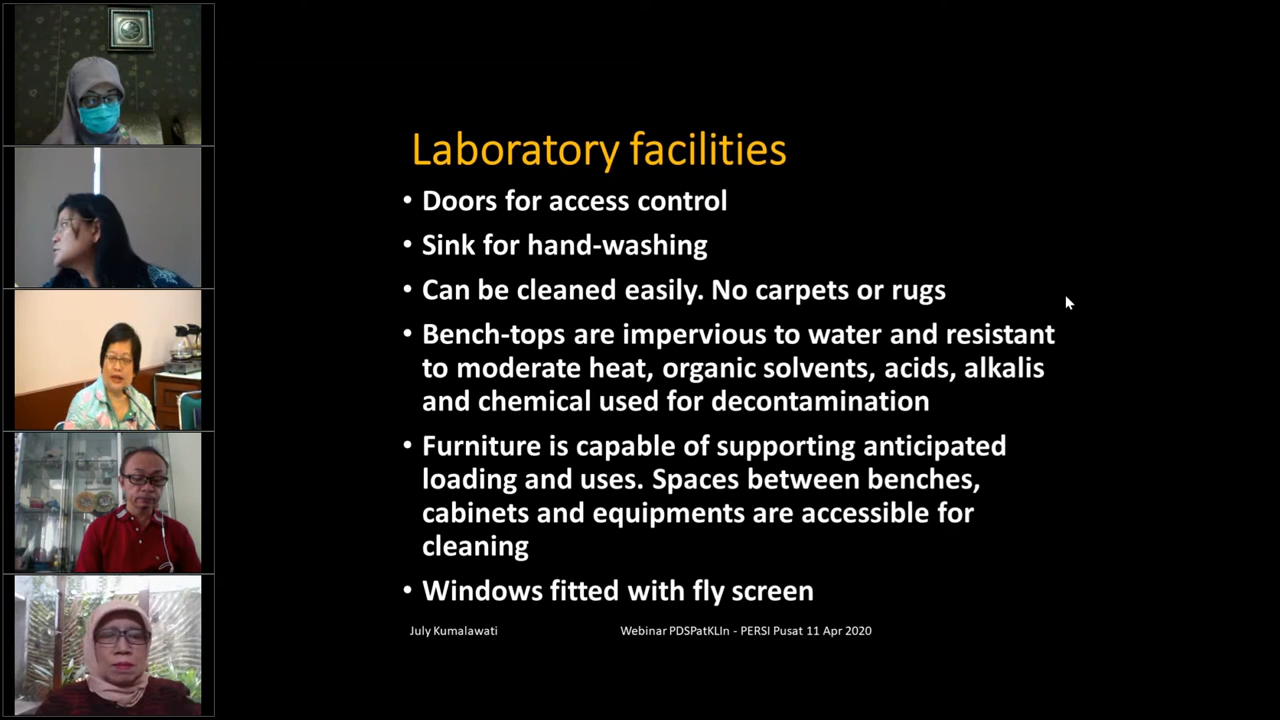 Laboratory facilities
• Doors for access control
• Sink for hand-washing
• Can be cleaned easily. No carpets or rugs
• Bench-tops are impervious to water and resistant
to moderate heat, organic solvents, acids, alkalis
and chemical used for decontamination
• Furniture is capable of supporting anticipated
loading and uses. Spaces between benches,
cabinets and equipments are accessible for
cleaning
• Windows fitted with fly screen
July Kumalawati
Webinar PDSPatKLIn - PERSI Pusat 11 Apr 2020